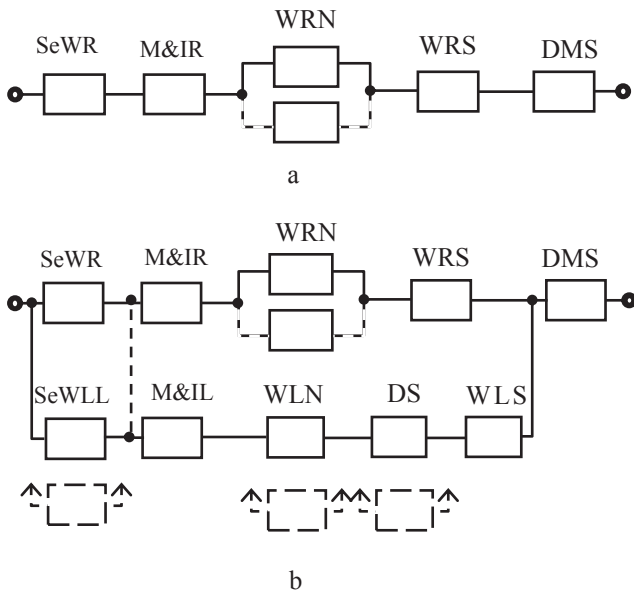 SeWR M&IR WRN WRS DMS
a
SeWR M&IR WRN WRS DMS
SeWLL M&IL WLN DS WLS
b